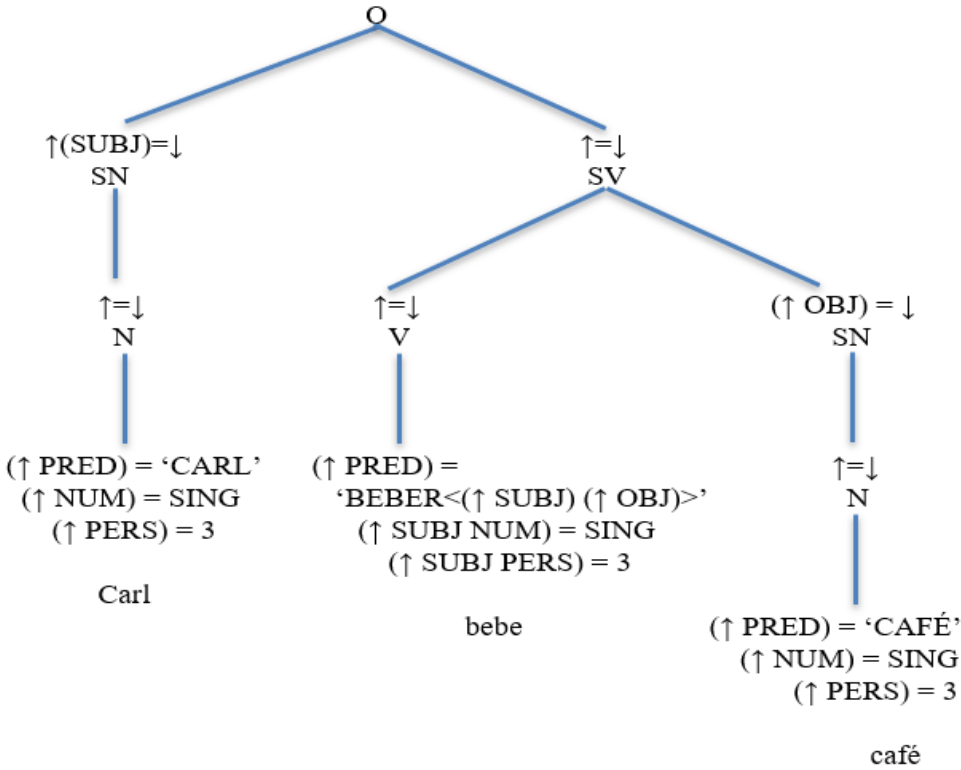 O
↑(SUBJ)=↓
SN
↑=↓
SV
↑=↓
N
↑=↓
V
(↑ OBJ) = ↓
SN
(↑ PRED) = ‘CARL’
(↑ NUM) = SING
(↑ PERS) = 3
Carl
(↑ PRED) =
‘BEBER<(↑ SUBJ) (↑ OBJ)>’
(↑ SUBJ NUM) = SING
(↑ SUBJ PERS) = 3
bebe
↑=↓
N
(↑ PRED) = ‘CAFÉ’
(↑ NUM) = SING
(↑ PERS) = 3
café